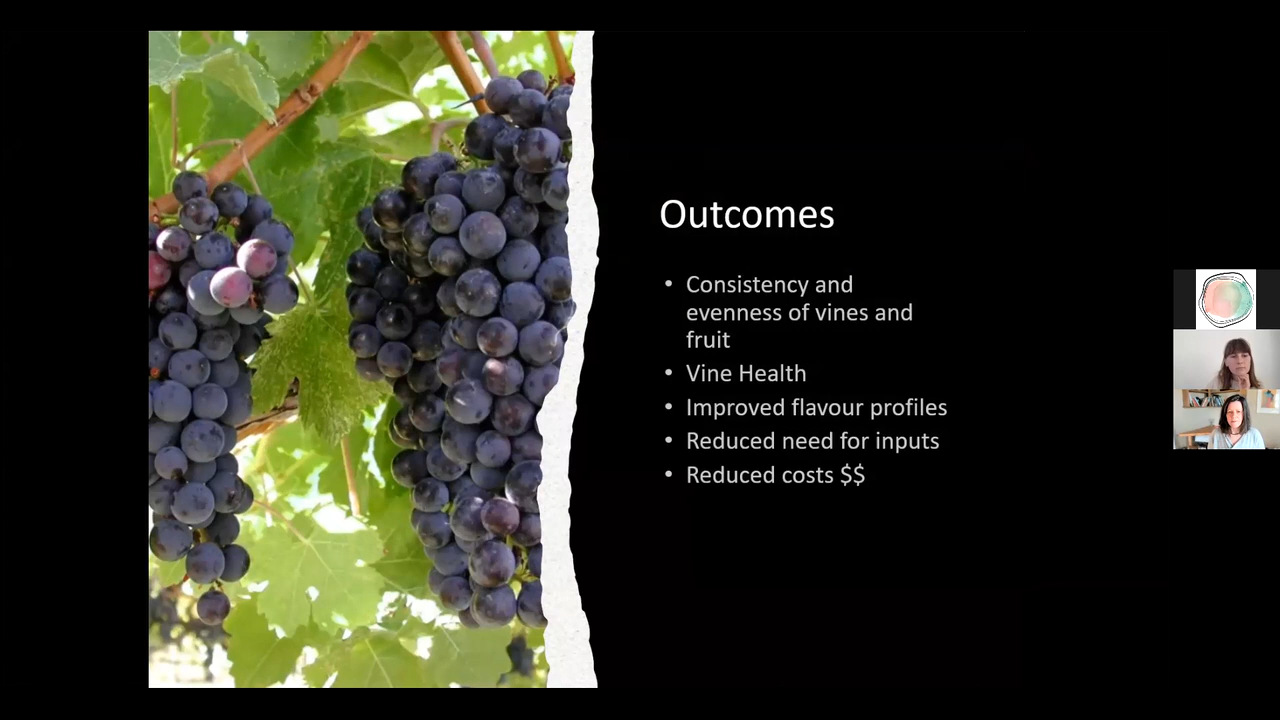 Outcomes
• Consistency and
evenness of vines and
fruit
• Vine Health
• Improved flavour profiles
• Reduced need for inputs
• Reduced costs $$